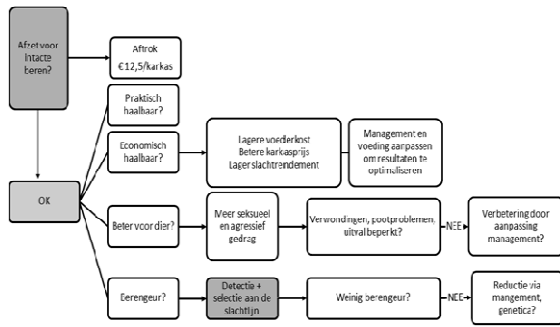 Afzet voor
intacte
beren?
Aftrok
€12,5/karkas
Praktisch
haalbaar?
Economisch
haalbaar?
Lagere voederkost
Betere karkasprijs
Lager slachtrendement
Management en
voeding aanpassen
om resultaten te
optimaliseren
OK
Beter voor dier?
Meer seksueel
en agressief
gedrag
Verwondingen, pootproblemen,
uitval beperkt?
NEE
Verbetering door
aanpassing
management?
Berengeur?
Detectie +
selectie aan de
slachtlijn
Weinig berengeur?
NEE
Reductie via
mangement,
genetica?